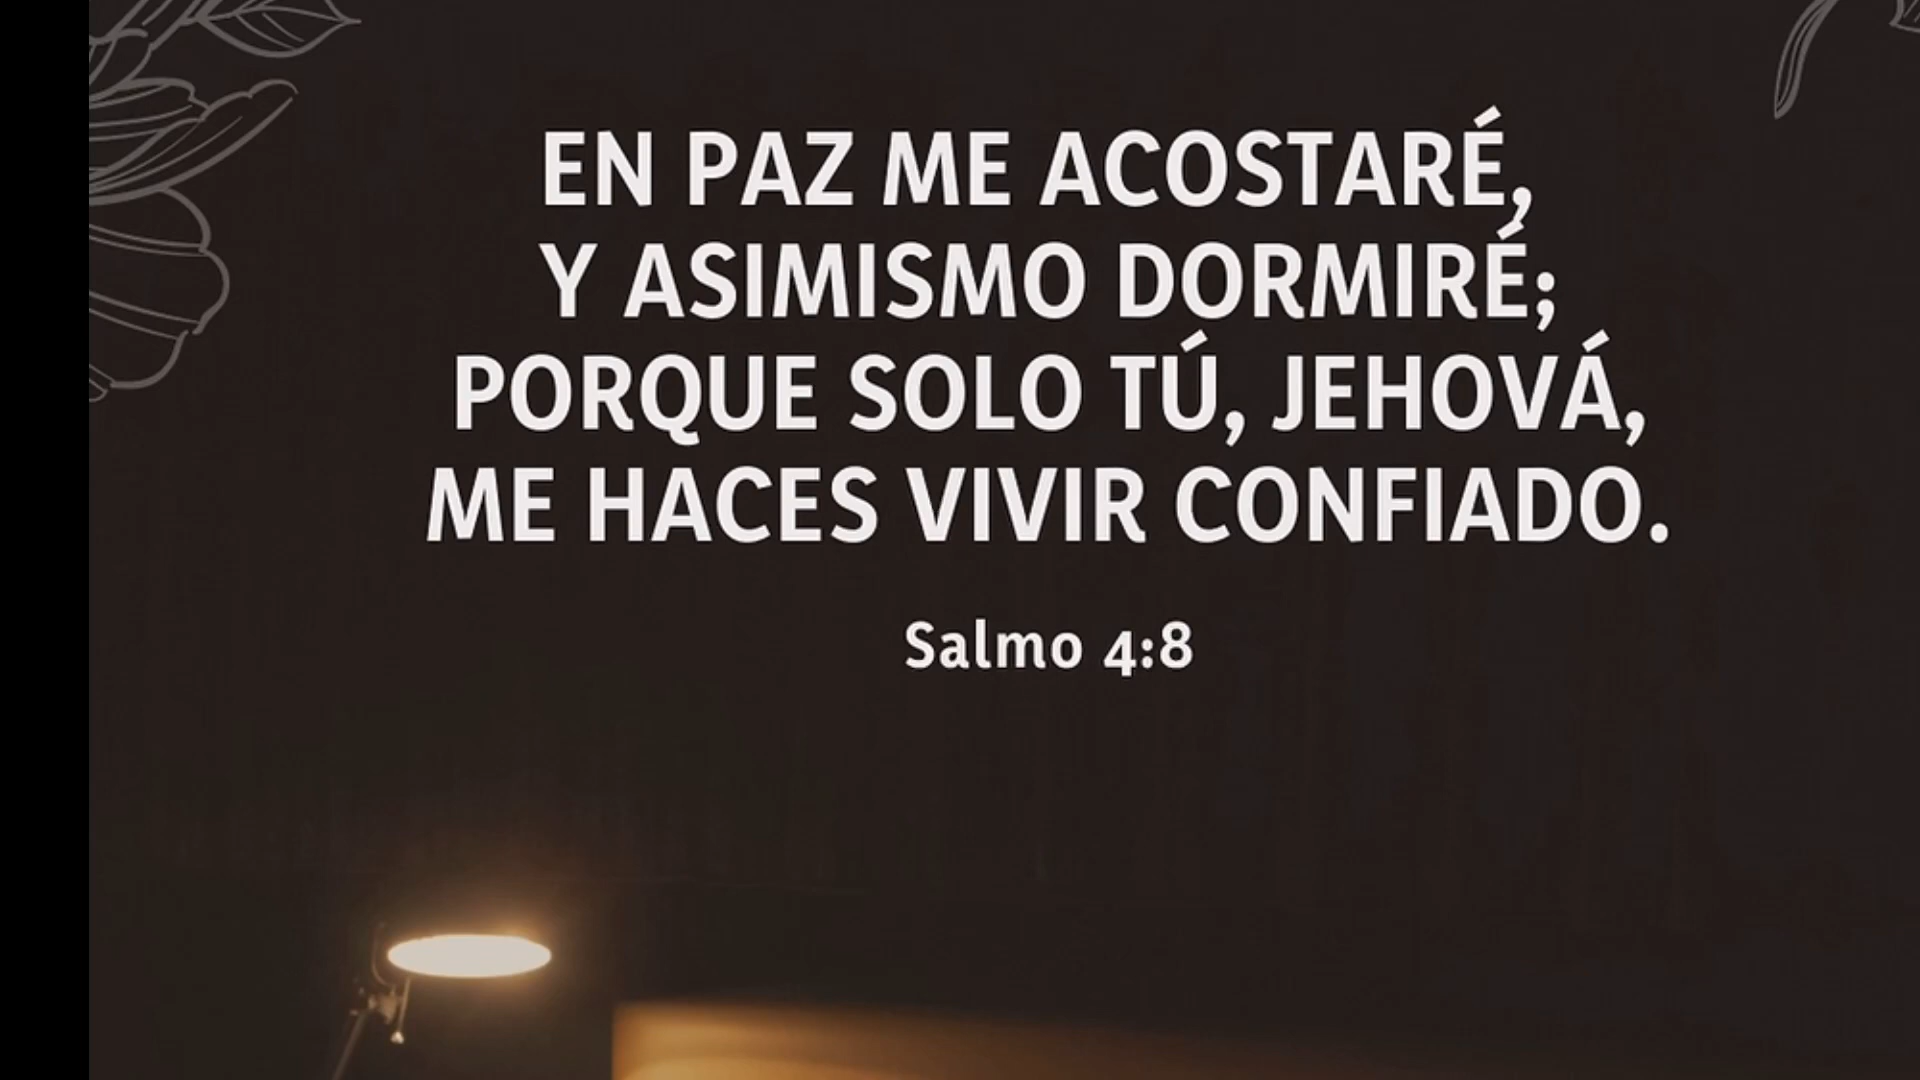 EN PAZ ME ACOSTARÉ,
Y ASIMISMO DORMIRÉ;
PORQUE SOLO TÚ, JEHOVÁ,
ME HACES VIVIR CONFIADO.
Salmo 4:8